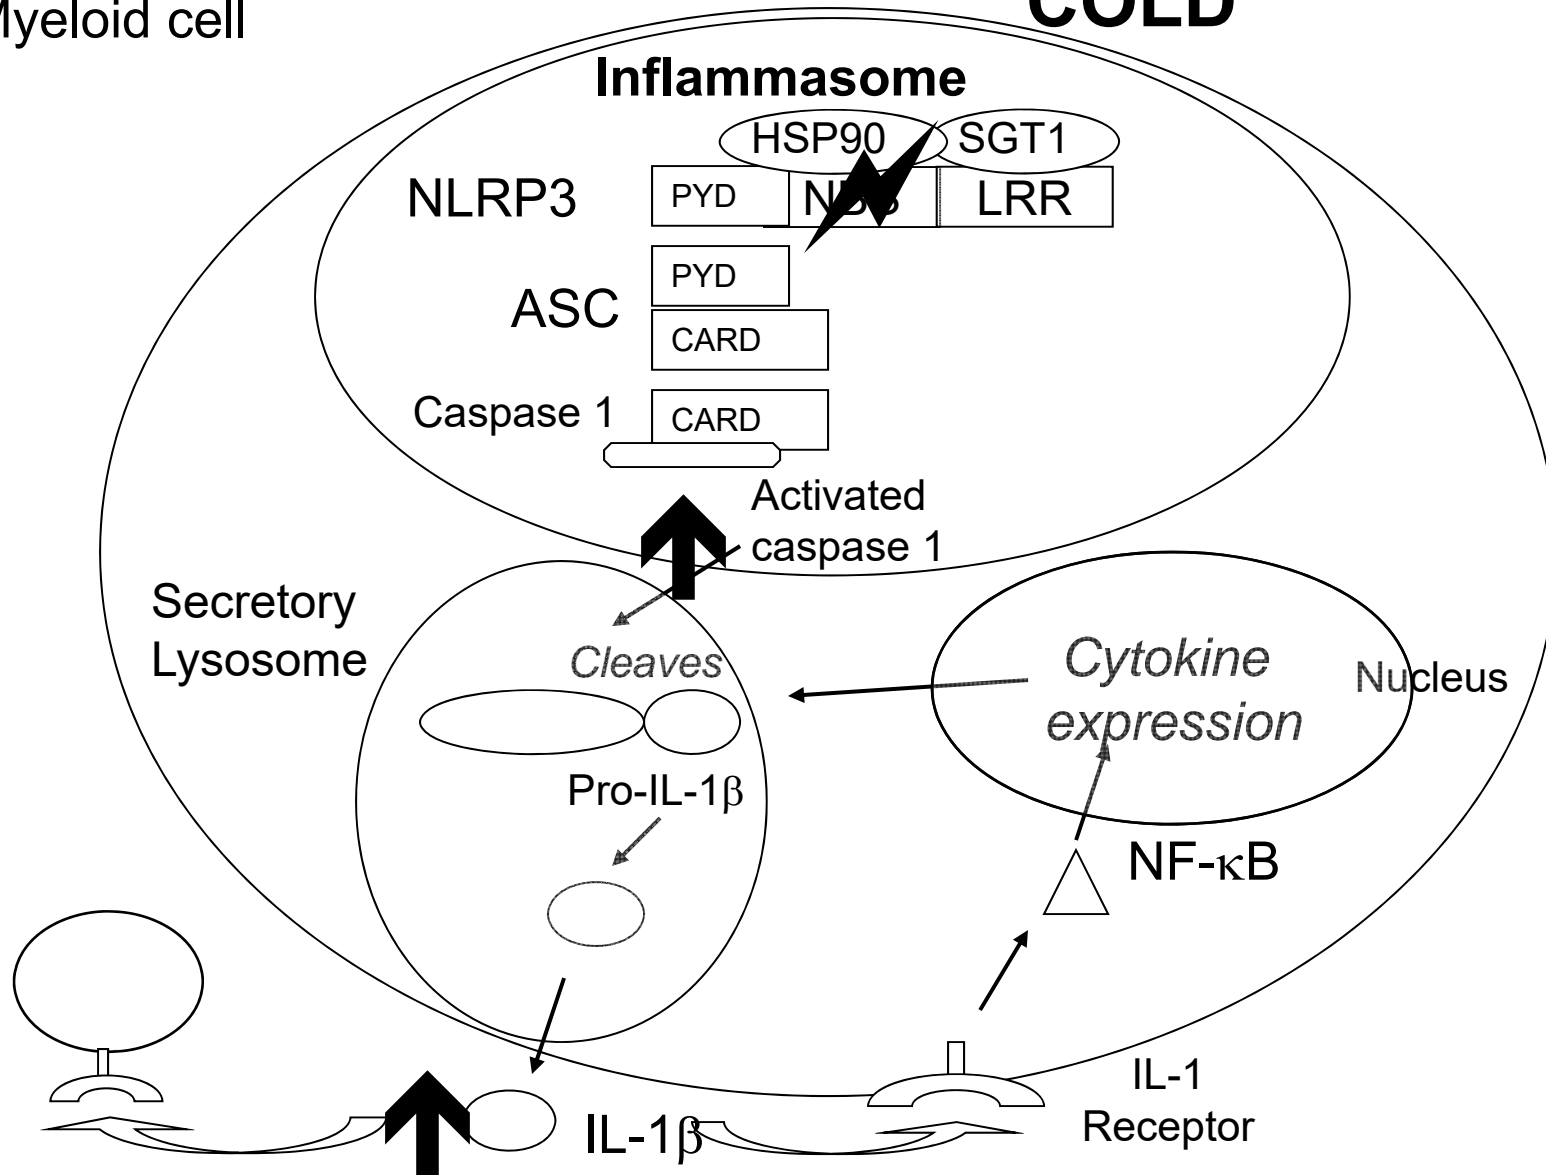 Myeloid cell
COLD
Inflammasome
HSP90 SGT1
NLRP3 PYD NBS LRR
PYD
ASC
CARD
Caspase 1 CARD
Activated
caspase 1
Secretory
Lysosome
Cleaves
Cytokine
expression
Nucleus
Pro-IL-1β
NF-κB
IL-1
Receptor
IL-1β